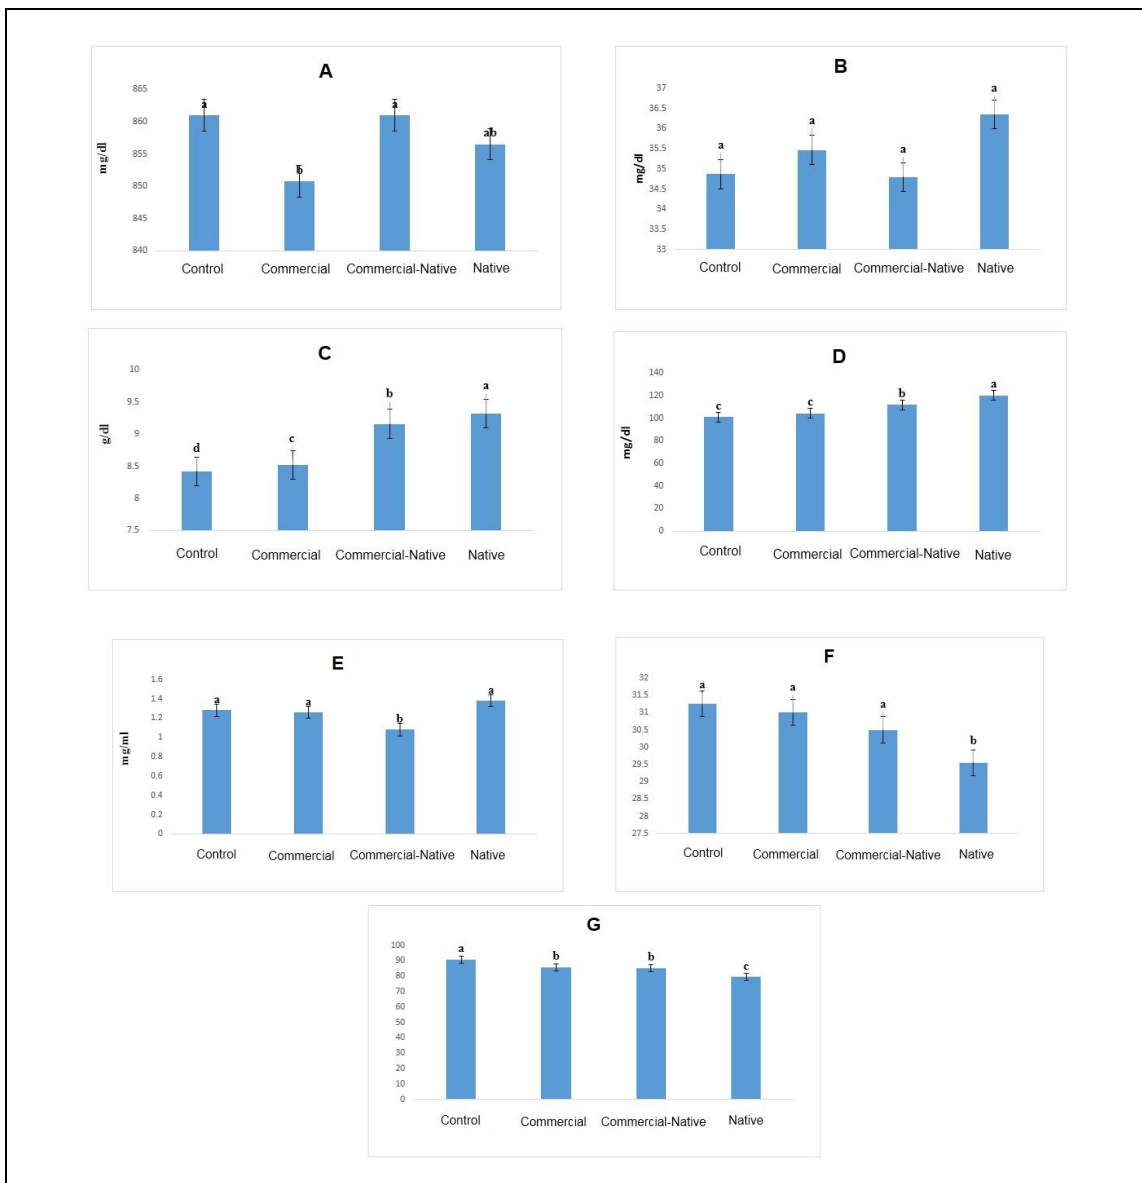 A
mg/dl
865
860
855
850
845
840
a
b
a
ab
Control Commercial Commercial-Native Native
B
mg/dl
37
36.5
36
35.5
35
34.5
34
33.5
33
a
a
a
a
Control Commercial Commercial-Native Native
C
g/dl
10
9.5
9
8.5
8
7.5
d
c
b
a
Control Commercial Commercial-Native Native
D
mg/dl
140
120
100
80
60
40
20
0
c
c
b
a
Control Commercial Commercial-Native Native
E
mg/ml
1.6
1.4
1.2
1
0.8
0.6
0.4
0.2
0
a
a
b
a
Control Commercial Commercial-Native Native
F
32
31.5
31
30.5
30
29.5
29
28.5
28
27.5
a
a
a
b
Control Commercial Commercial-Native Native
G
100
90
80
70
60
50
40
30
20
10
0
a
b
b
c
Control Commercial Commercial-Native Native